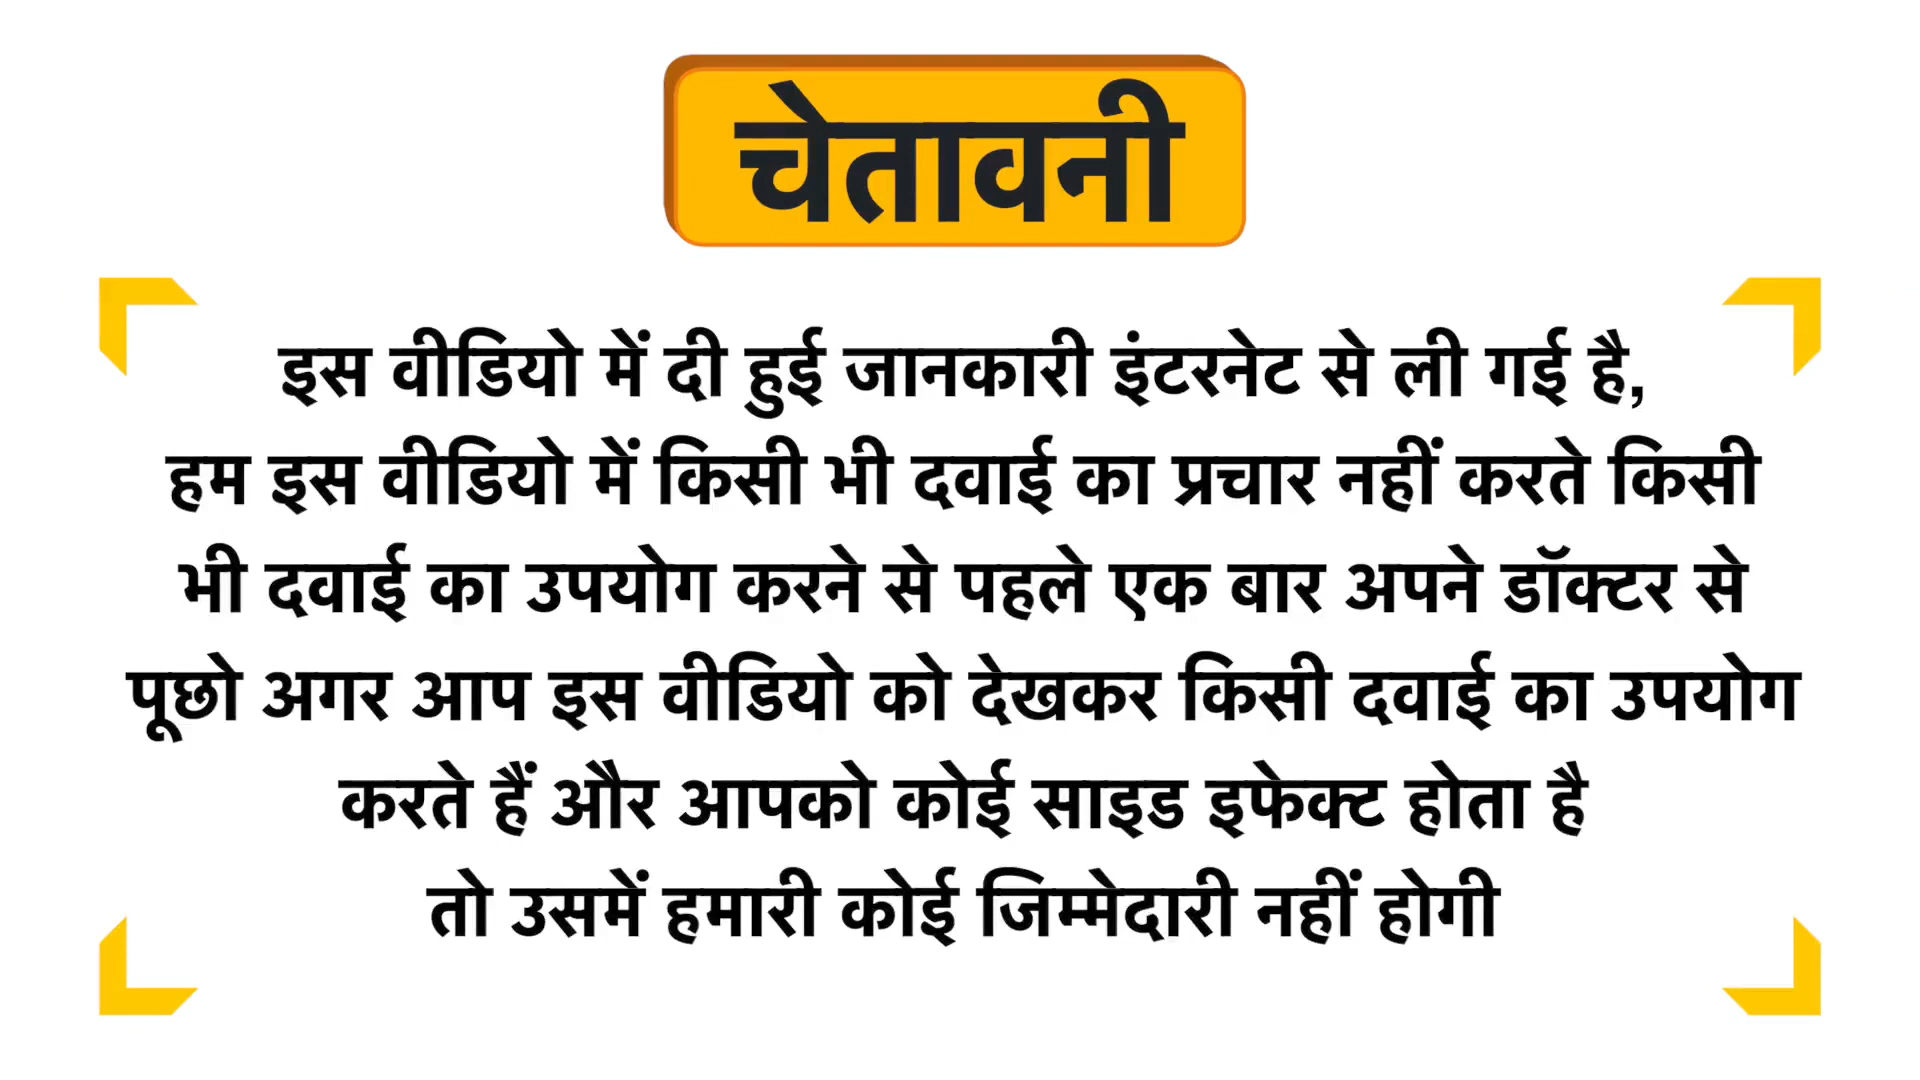 चेतावनी
इस वीडियो में दी हुई जानकारी इंटरनेट से ली गई है,
हम इस वीडियो में किसी भी दवाई का प्रचार नहीं करते किसी
भी दवाई का उपयोग करने से पहले एक बार अपने डॉक्टर से
पूछो अगर आप इस वीडियो को देखकर किसी दवाई का उपयोग
करते हैं और आपको कोई साइड इफेक्ट होता है
तो उसमें हमारी कोई जिम्मेदारी नहीं होगी